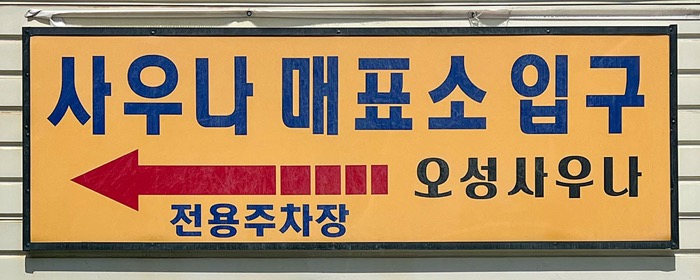 사우나 매표소 입구
오성사우나
전용주차장